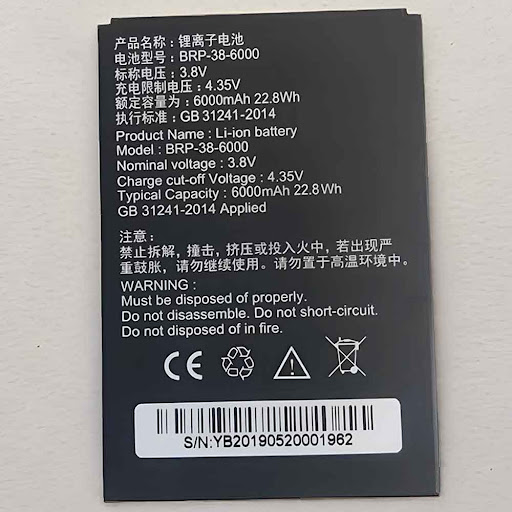 产品名称：锂离子电池
电池型号：BRP-38-6000
标称电压：3.8V
充电限制电压：4.35V
额定容量为：6000mAh 22.8Wh
执行标准：GB 31241-2014
Product Name : Li-ion battery
Model : BRP-38-6000
Nominal voltage : 3.8V
Charge cut-off Voltage : 4.35V
Typical Capacity : 6000mAh 22.8Wh
GB 31241-2014 Applied
注意：
禁止拆解，撞击，挤压或投入火中，若出现严
重鼓胀，请勿继续使用。请勿置于高温环境中.
WARNING :
Must be disposed of properly.
Do not disassemble. Do not short-circuit.
Do not disposed of in fire.
CE
S/N:YB20190520001962